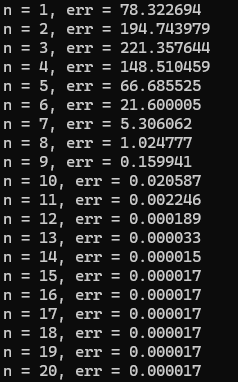 n = 1, err = 78.322694
n = 2, err = 194.743979
n = 3, err = 221.357644
n = 4, err = 148.510459
n = 5, err = 66.685525
n = 6, err = 21.600005
n = 7, err = 5.306062
n = 8, err = 1.024777
n = 9, err = 0.159941
n = 10, err = 0.020587
n = 11, err = 0.002246
n = 12, err = 0.000189
n = 13, err = 0.000033
n = 14, err = 0.000015
n = 15, err = 0.000017
n = 16, err = 0.000017
n = 17, err = 0.000017
n = 18, err = 0.000017
n = 19, err = 0.000017
n = 20, err = 0.000017